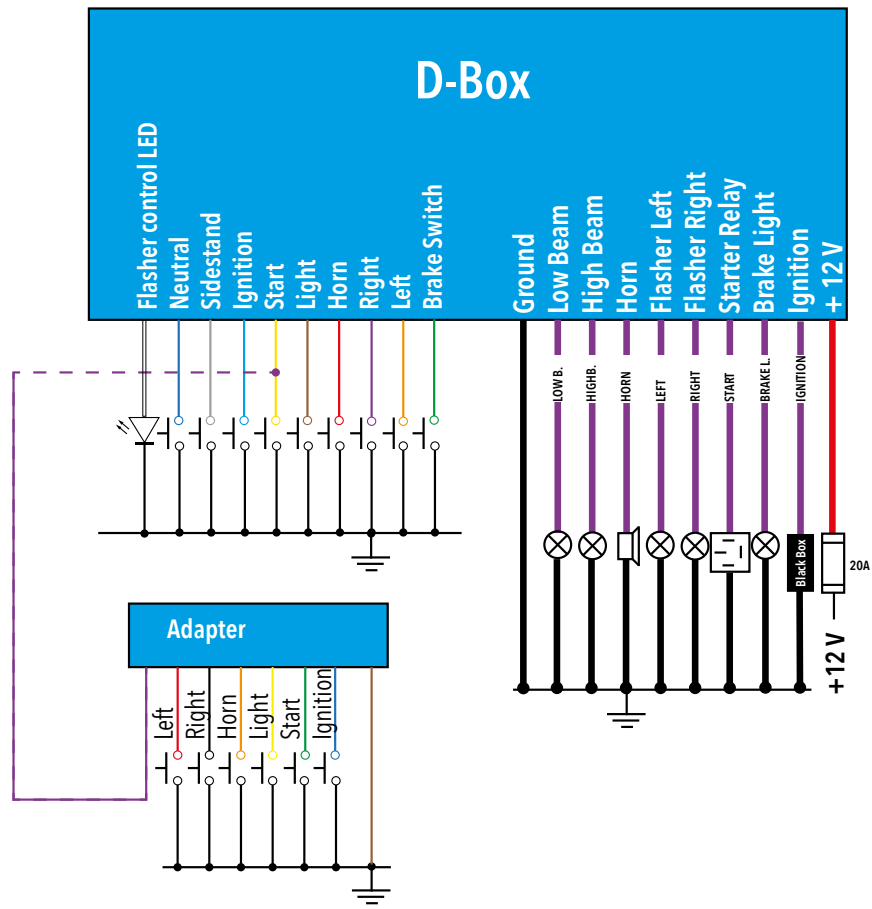 D-Box
Flasher control LED
Neutral
Sidestand
Ignition
Start
Light
Horn
Right
Left
Brake Switch
Ground
Low Beam
High Beam
Horn
Flasher Left
Flasher Right
Starter Relay
Brake Light
Ignition
+ 12 V
LOW B.
HIGHB.
HORN
LEFT
RIGHT
START
BRAKE L.
IGNITION
Black Box
20A
+12 V
Adapter
Left
Right
Horn
Light
Start
Ignition